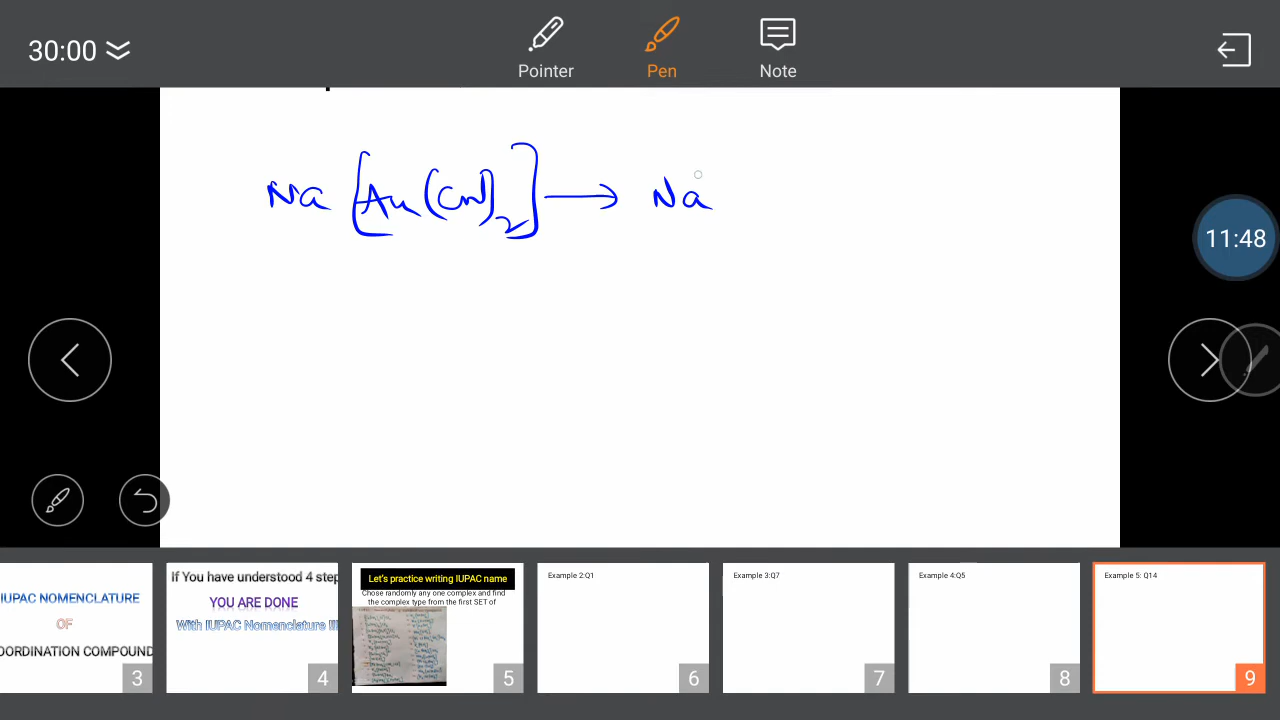 30:00
Pointer
Pen
Note
Na [Au(CN)2] → Na
11:48
IUPAC NOMENCLATURE
OF
OORDINATION COMPOUND
3
If You have understood 4 step
YOU ARE DONE
With IUPAC Nomenclature III
4
Let's practice writing IUPAC name
Chose randomly any one complex and find
the complex type from the first SET of
5
Example 2:Q1
6
Example 3:Q7
7
Example 4:Q5
8
Example 5: Q14
9